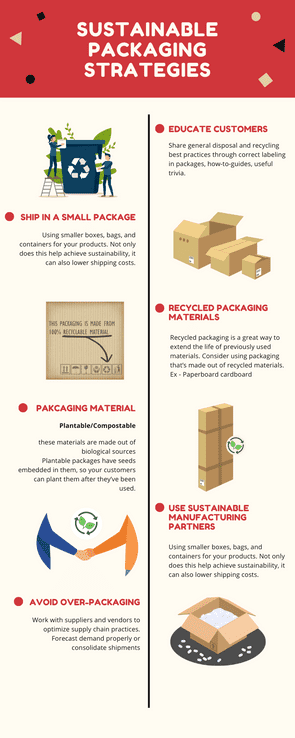 SUSTAINABLE
PACKAGING
STRATEGIES
EDUCATE CUSTOMERS
Share general disposal and recycling
best practices through correct labeling
in packages, how-to-guides, useful
trivia.
SHIP IN A SMALL PACKAGE
Using smaller boxes, bags, and
containers for your products. Not only
does this help achieve sustainability, it
can also lower shipping costs.
THIS PACKAGING IS MADE FROM
100% RECYCLABLE MATERIAL
RECYCLED PACKAGING
MATERIALS
Recycled packaging is a great way to
extend the life of previously used
materials. Consider using packaging
that's made out of recycled materials.
Ex - Paperboard cardboard
PAKCAGING MATERIAL
Plantable/Compostable
these materials are made out of
biological sources
Plantable packages have seeds
embedded in them, so your customers
can plant them after they've been
used.
USE SUSTAINABLE
MANUFACTURING
PARTNERS
Using smaller boxes, bags, and
containers for your products. Not only
does this help achieve sustainability, it
can also lower shipping costs.
AVOID OVER-PACKAGING
Work with suppliers and vendors to
optimize supply chain practices.
Forecast demand properly or
consolidate shipments